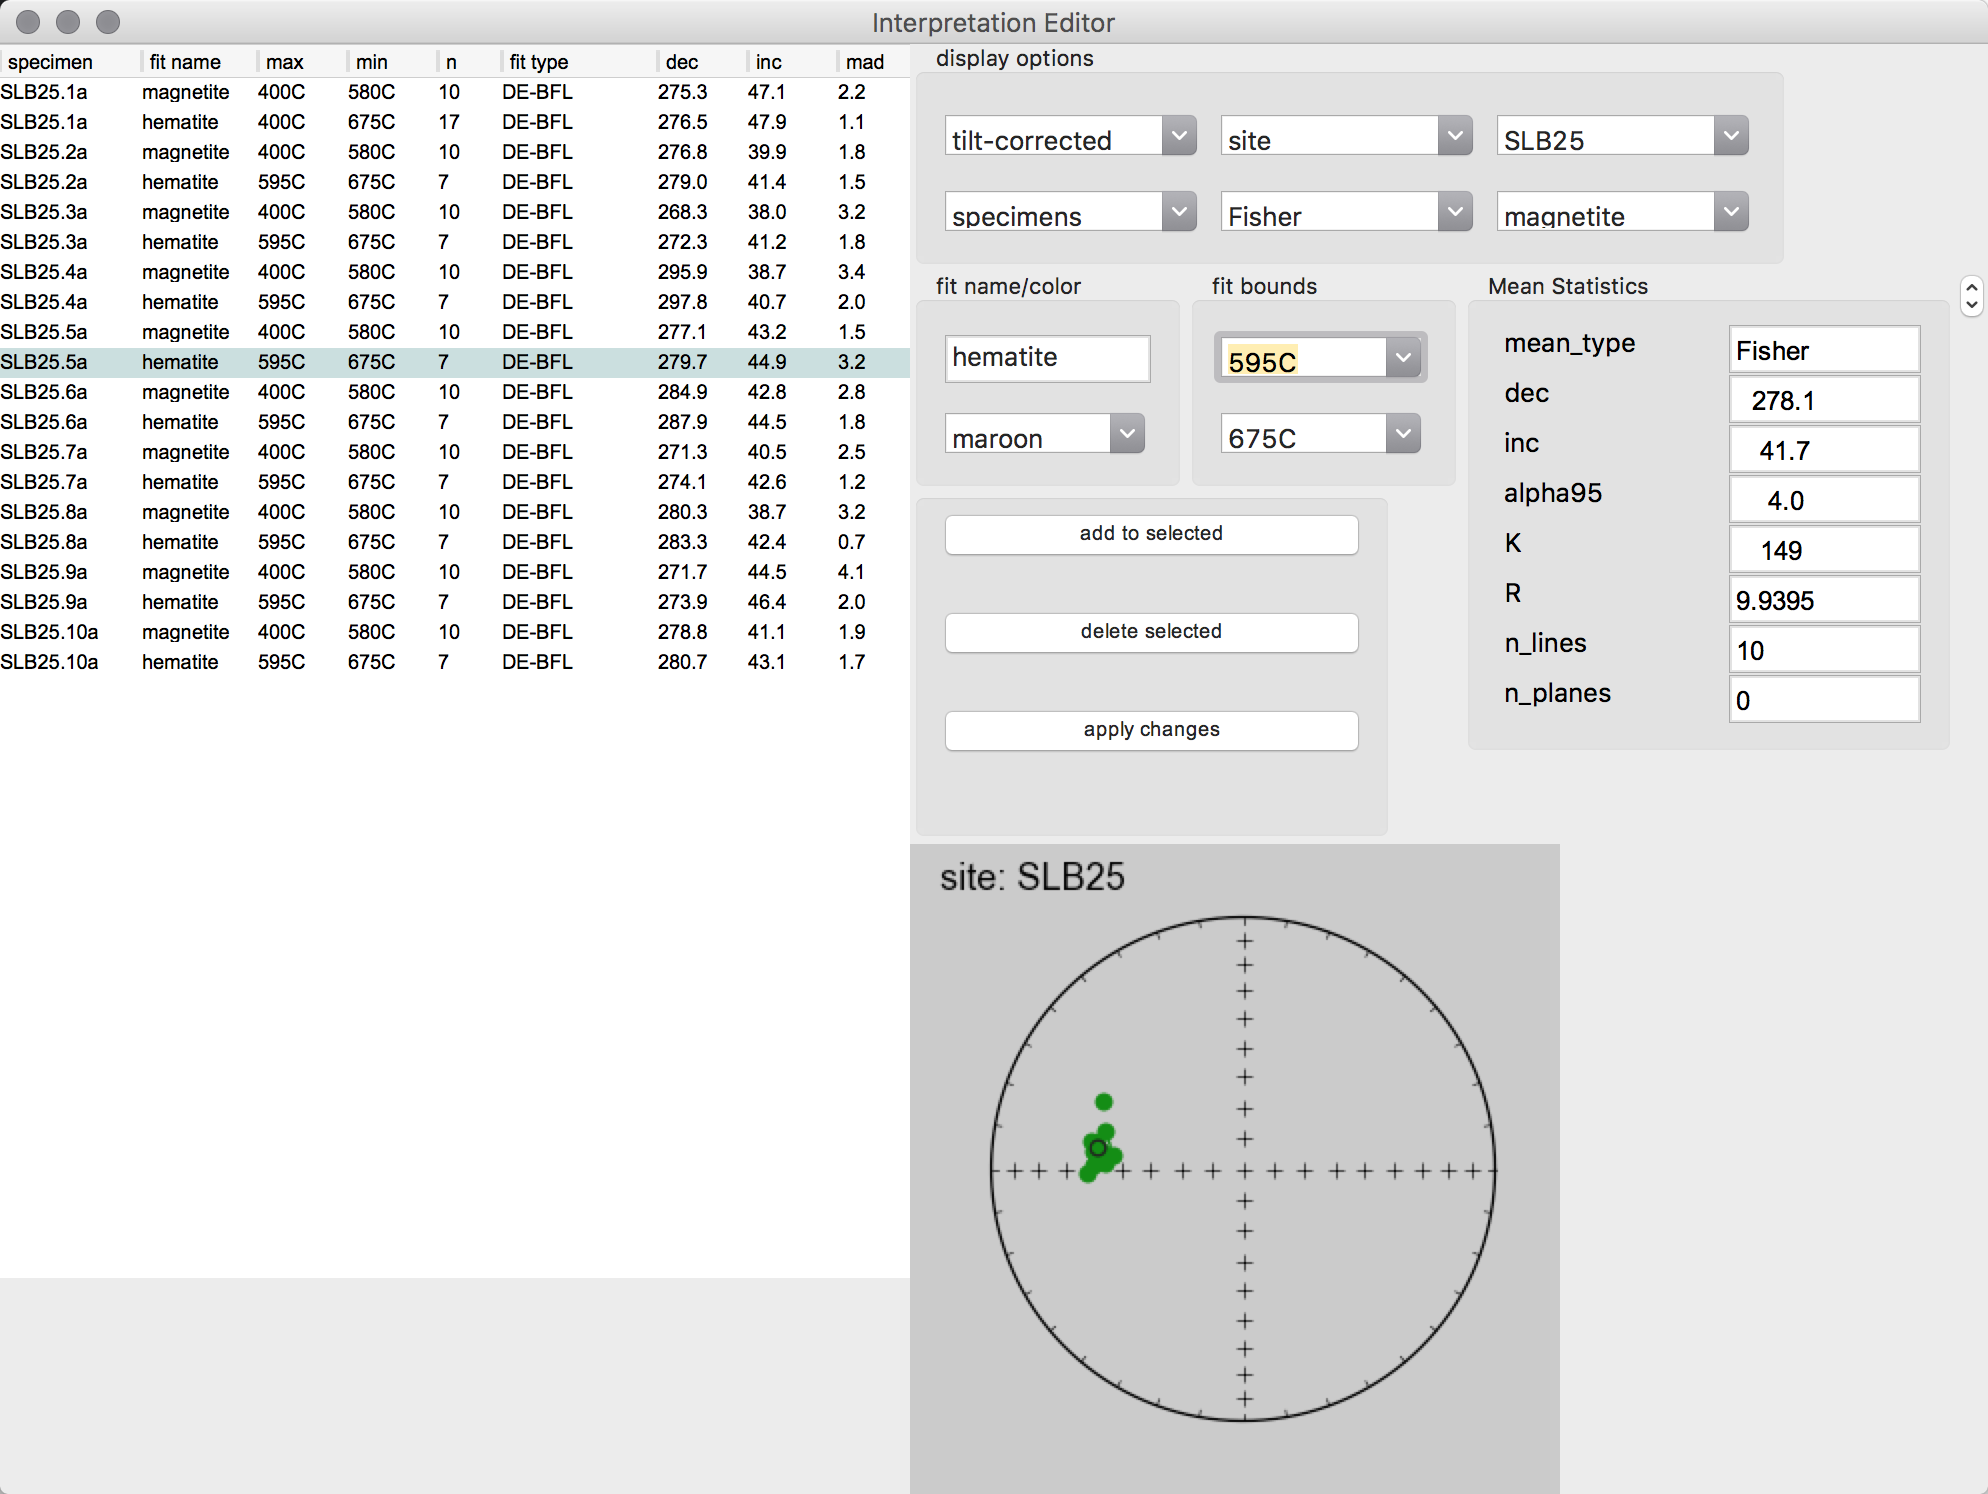 Interpretation Editor
specimen fit name max min n fit type dec inc mad
SLB25.1a magnetite 400C 580C 10 DE-BFL 275.3 47.1 2.2
SLB25.1a hematite 400C 675C 17 DE-BFL 276.5 47.9 1.1
SLB25.2a magnetite 400C 580C 10 DE-BFL 276.8 39.9 1.8
SLB25.2a hematite 595C 675C 7 DE-BFL 279.0 41.4 1.5
SLB25.3a magnetite 400C 580C 10 DE-BFL 268.3 38.0 3.2
SLB25.3a hematite 595C 675C 7 DE-BFL 272.3 41.2 1.8
SLB25.4a magnetite 400C 580C 10 DE-BFL 295.9 38.7 3.4
SLB25.4a hematite 595C 675C 7 DE-BFL 297.8 40.7 2.0
SLB25.5a magnetite 400C 580C 10 DE-BFL 277.1 43.2 1.5
SLB25.5a hematite 595C 675C 7 DE-BFL 279.7 44.9 3.2
SLB25.6a magnetite 400C 580C 10 DE-BFL 284.9 42.8 2.8
SLB25.6a hematite 595C 675C 7 DE-BFL 287.9 44.5 1.8
SLB25.7a magnetite 400C 580C 10 DE-BFL 271.3 40.5 2.5
SLB25.7a hematite 595C 675C 7 DE-BFL 274.1 42.6 1.2
SLB25.8a magnetite 400C 580C 10 DE-BFL 280.3 38.7 3.2
SLB25.8a hematite 595C 675C 7 DE-BFL 283.3 42.4 0.7
SLB25.9a magnetite 400C 580C 10 DE-BFL 271.7 44.5 4.1
SLB25.9a hematite 595C 675C 7 DE-BFL 273.9 46.4 2.0
SLB25.10a magnetite 400C 580C 10 DE-BFL 278.8 41.1 1.9
SLB25.10a hematite 595C 675C 7 DE-BFL 280.7 43.1 1.7
display options
tilt-corrected site SLB25
specimens Fisher magnetite
fit name/color
hematite
maroon
fit bounds
595C
675C
add to selected
delete selected
apply changes
Mean Statistics
mean_type Fisher
dec 278.1
inc 41.7
alpha95 4.0
K 149
R 9.9395
n_lines 10
n_planes 0
site: SLB25